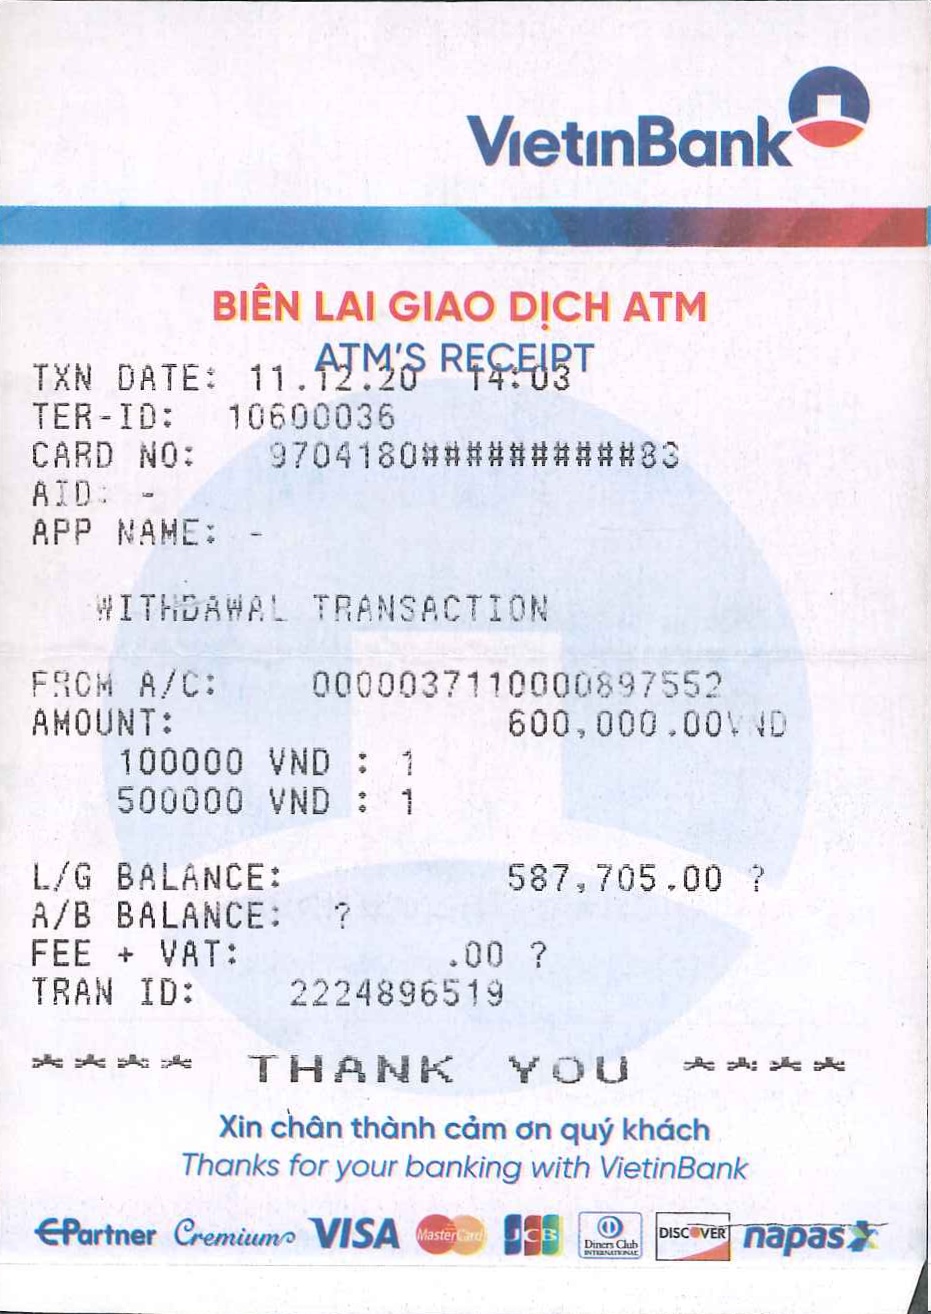 VietinBank
BIÊN LAI GIAO DỊCH ATM
ATM'S RECEIPT
TXN DATE: 11.12.20 14:03
TER-ID: 10600036
CARD NO: 9704180##########83
AID: -
APP NAME: -
WITHDAWAL TRANSACTION
FROM A/C: 0000037110000897552
AMOUNT: 600,000.00VND
100000 VND : 1
500000 VND : 1
L/G BALANCE: 587,705.00 ?
A/B BALANCE: ?
FEE + VAT: .00 ?
TRAN ID: 2224896519
**** THANK YOU ****
Xin chân thành cảm ơn quý khách
Thanks for your banking with VietinBank
EPartner Cremium VISA MasterCard JCB Diners Club INTERNATIONAL DISCOVER napas